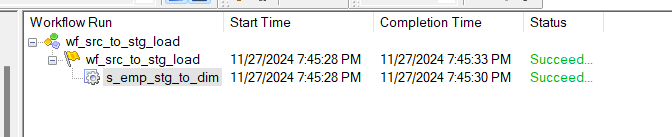 Workflow Run Start Time Completion Time Status
wf_src_to_stg_load
wf_src_to_stg_load 11/27/2024 7:45:28 PM 11/27/2024 7:45:33 PM Succeed...
s_emp_stg_to_dim 11/27/2024 7:45:28 PM 11/27/2024 7:45:30 PM Succeed...